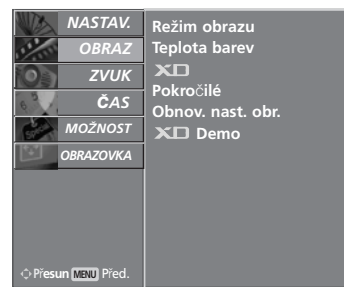 NASTAV.
OBRAZ
ZVUK
ČAS
MOŽNOST
OBRAZOVKA
Přesun MENU Před.
Režim obrazu
Teplota barev
XD
Pokročilé
Obnov. nast. obr.
XD Demo